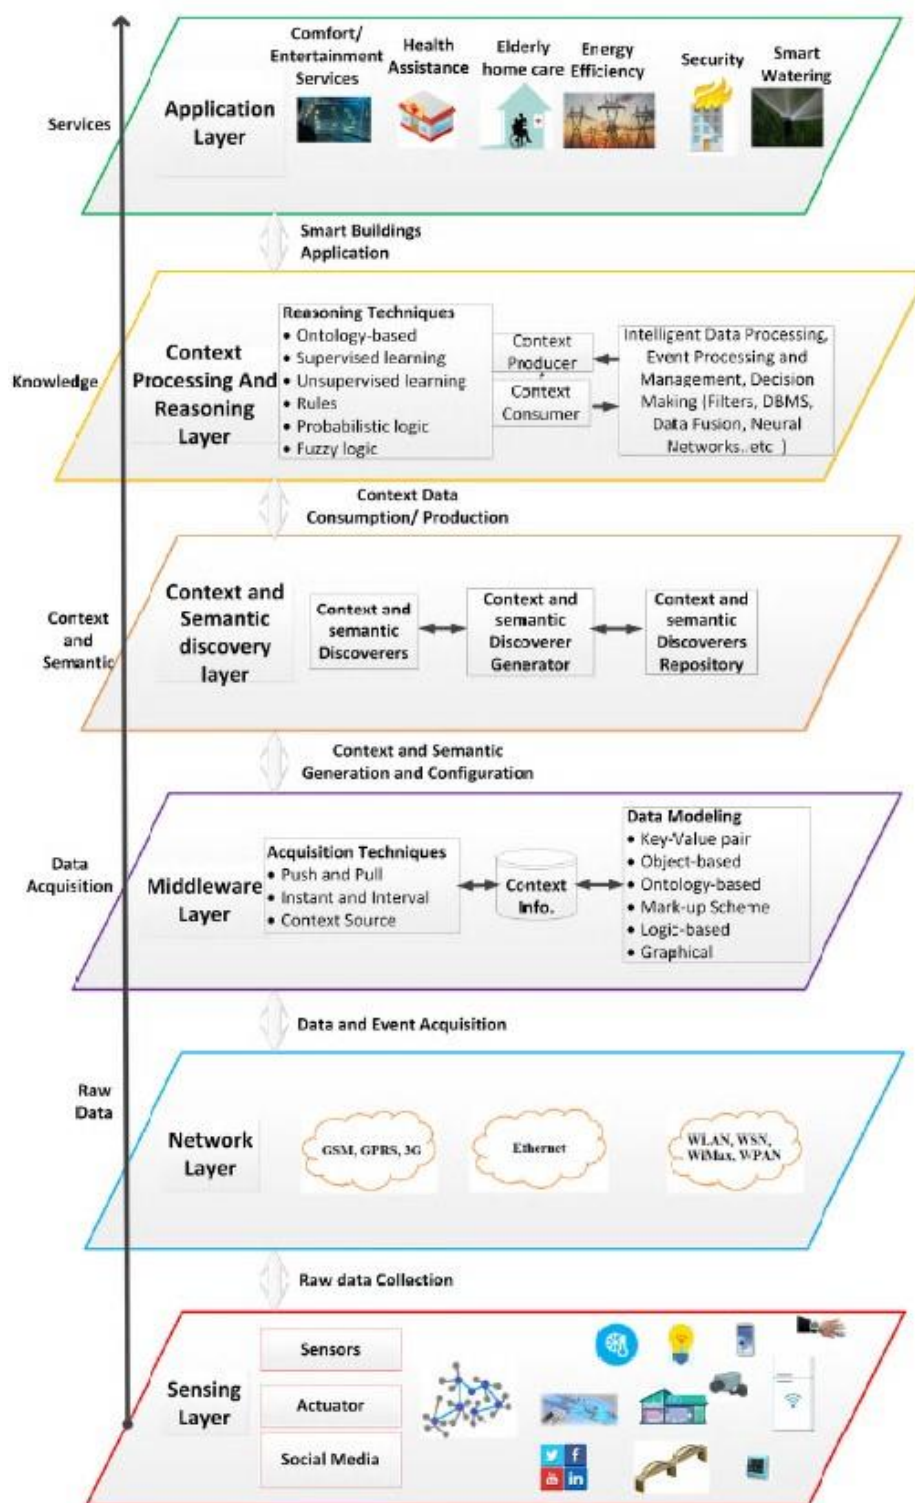 Services
Application
Layer
Comfort/
Entertainment
Services
Health
Assistance
Elderly
home care
Energy
Efficiency
Security
Smart
Watering
Smart Buildings
Application
Knowledge
Context
Processing And
Reasoning
Layer
Reasoning Techniques
• Ontology-based
• Supervised learning
• Unsupervised learning
• Rules
• Probabilistic logic
• Fuzzy logic
Context
Producer
Context
Consumer
Intelligent Data Processing,
Event Processing and
Management, Decision
Making (Filters, DBMS,
Data Fusion, Neural
Networks..etc )
Context Data
Consumption/ Production
Context
and
Semantic
Context and
Semantic
discovery
layer
Context and
semantic
Discoverers
Context and
semantic
Discoverer
Generator
Context and
semantic
Discoverers
Repository
Context and Semantic
Generation and Configuration
Data
Acquisition
Middleware
Layer
Acquisition Techniques
• Push and Pull
• Instant and Interval
• Context Source
Context
Info.
Data Modeling
• Key-Value pair
• Object-based
• Ontology-based
• Mark-up Scheme
• Logic-based
• Graphical
Data and Event Acquisition
Raw
Data
Network
Layer
GSM, GPRS, 3G
Ethernet
WLAN, WSN,
WiMax, WPAN
Raw data Collection
Sensing
Layer
Sensors
Actuator
Social Media